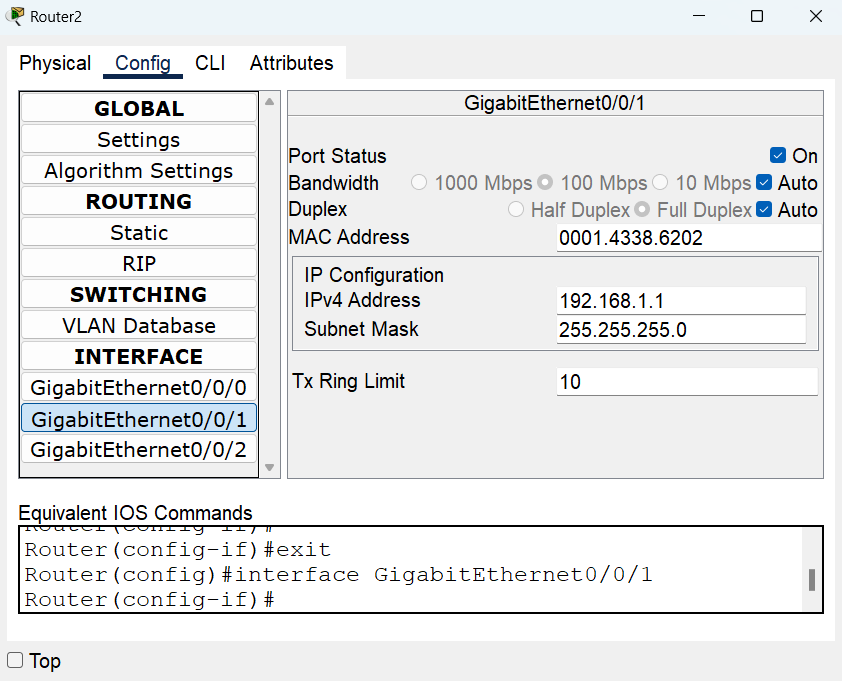 Router2
Physical Config CLI Attributes
GLOBAL
Settings
Algorithm Settings
ROUTING
Static
RIP
SWITCHING
VLAN Database
INTERFACE
GigabitEthernet0/0/0
GigabitEthernet0/0/1
GigabitEthernet0/0/2
GigabitEthernet0/0/1
Port Status On
Bandwidth 1000 Mbps 100 Mbps 10 Mbps Auto
Duplex Half Duplex Full Duplex Auto
MAC Address 0001.4338.6202
IP Configuration
IPv4 Address 192.168.1.1
Subnet Mask 255.255.255.0
Tx Ring Limit 10
Equivalent IOS Commands
Router(config-if)#
Router(config-if)#exit
Router(config)#interface GigabitEthernet0/0/1
Router(config-if)#
Top